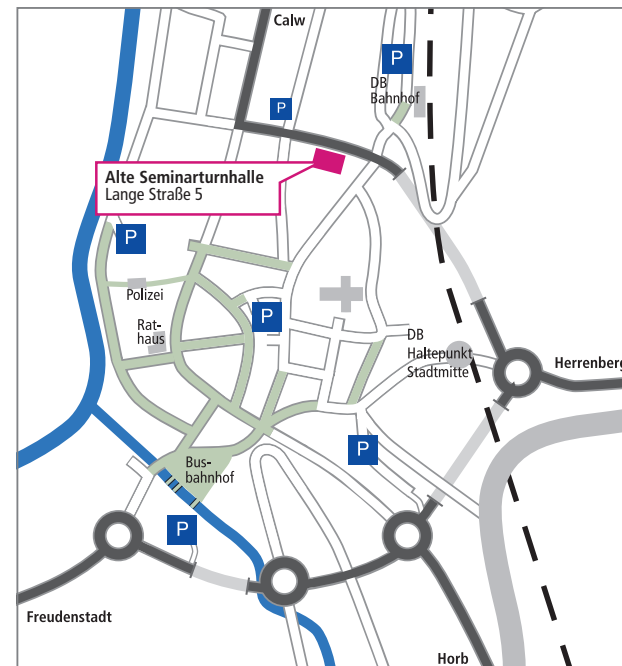 Calw
P
DB
Bahnhof
P
Alte Seminarturnhalle
Lange Straße 5
P
Polizei
P
Rat-
haus
DB
Haltepunkt
Stadtmitte
Herrenberg
P
Bus-
bahnhof
P
Freudenstadt
Horb